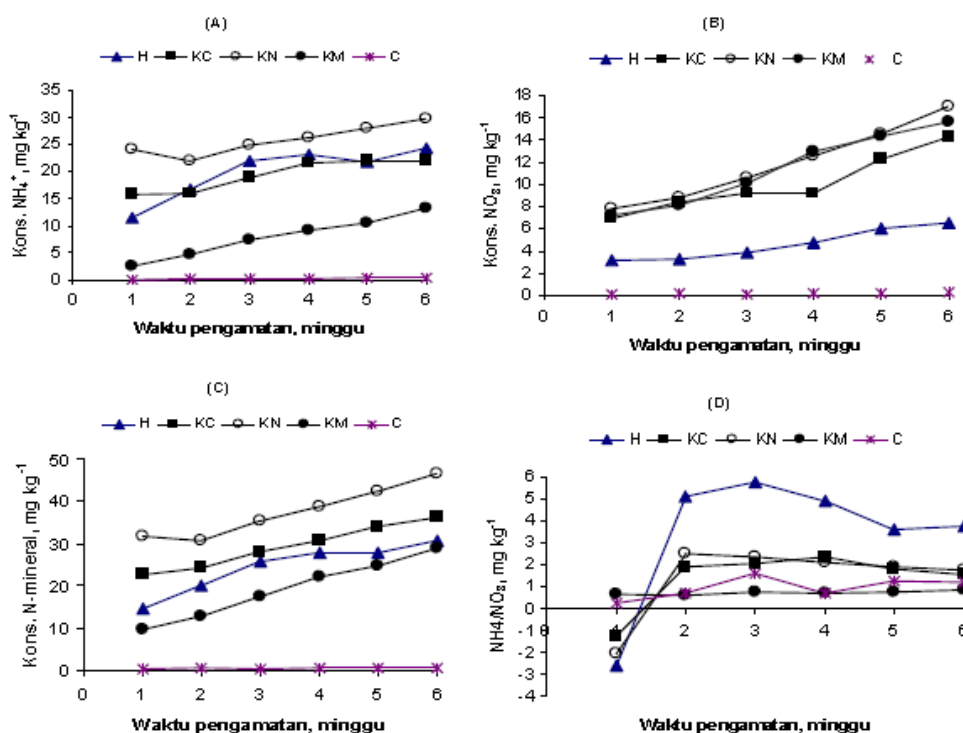 (A)
H KC KN KM C
Kons. NH₄⁺, mg kg⁻¹
35
30
25
20
15
10
5
0
0 1 2 3 4 5 6
Waktu pengamatan, minggu
(B)
H KC KN KM C
Kons. NO₃, mg kg⁻¹
18
16
14
12
10
8
6
4
2
0
0 1 2 3 4 5 6
Waktu pengamatan, minggu
(C)
H KC KN KM C
Kons. N-mineral, mg kg⁻¹
50
40
30
20
10
0
0 1 2 3 4 5 6
Waktu pengamatan, minggu
(D)
H KC KN KM C
NH4/NO₃, mg kg⁻¹
6
5
4
3
2
1
0
-1
-2
-3
-4
2 3 4 5 6
Waktu pengamatan, minggu